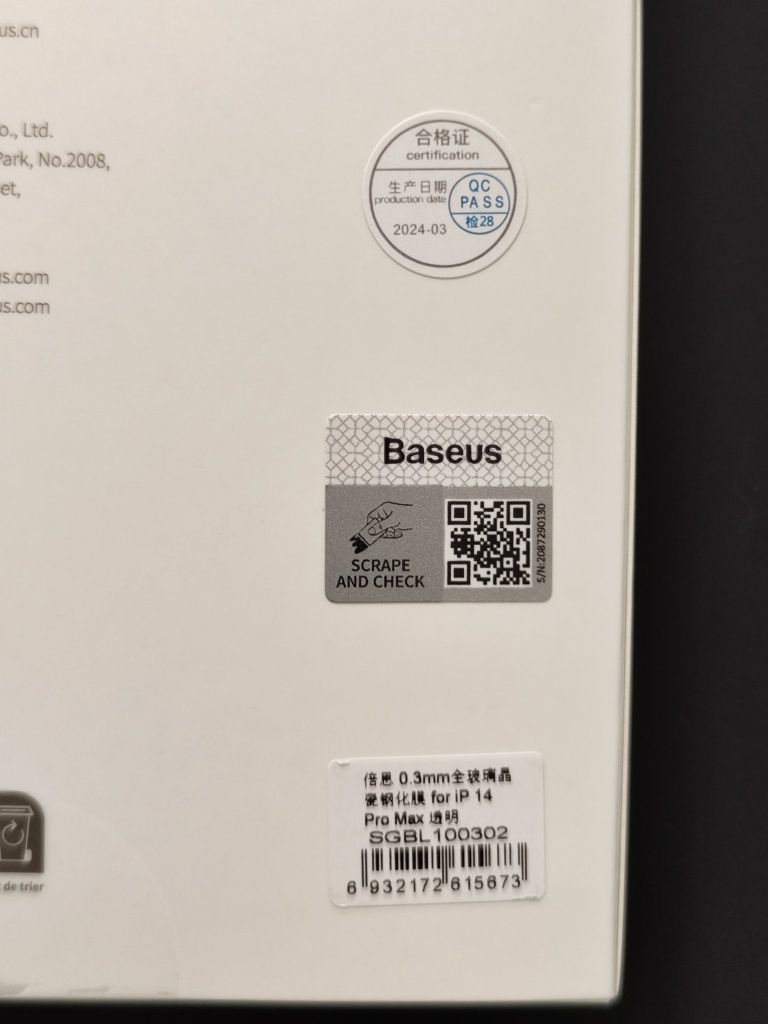 us.cn
o., Ltd.
Park, No.2008,
et,
us.com
us.com
合格证
certification
生产日期
production date
2024-03
QC
PASS
检28
Baseus
SCRAPE
AND CHECK
S/N:2087290130
倍思 0.3mm全玻璃晶
瓷钢化膜 for iP 14
Pro Max 透明
SGBL100302
6 932172 615673
de trier